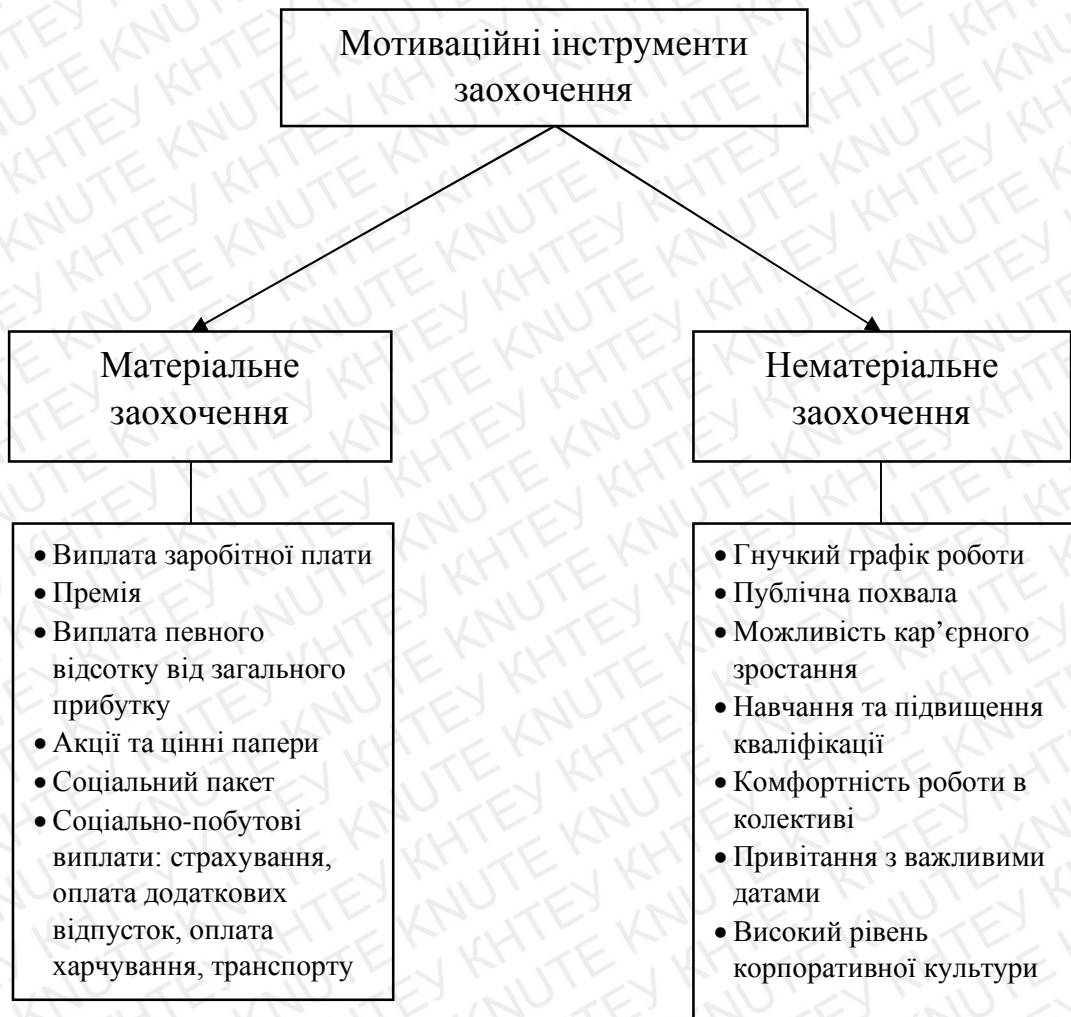 Мотиваційні інструменти
заохочення
Матеріальне
заохочення
Нематеріальне
заохочення
• Виплата заробітної плати
• Премія
• Виплата певного
відсотку від загального
прибутку
• Акції та цінні папери
• Соціальний пакет
• Соціально-побутові
виплати: страхування,
оплата додаткових
відпусток, оплата
харчування, транспорту
• Гнучкий графік роботи
• Публічна похвала
• Можливість кар’єрного
зростання
• Навчання та підвищення
кваліфікації
• Комфортність роботи в
колективі
• Привітання з важливими
датами
• Високий рівень
корпоративної культури